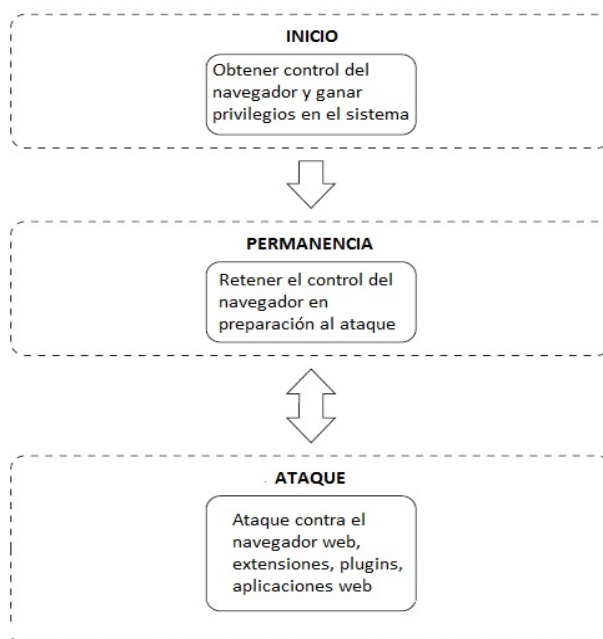 INICIO
Obtener control del
navegador y ganar
privilegios en el sistema
PERMANENCIA
Retener el control del
navegador en
preparación al ataque
ATAQUE
Ataque contra el
navegador web,
extensiones, plugins,
aplicaciones web